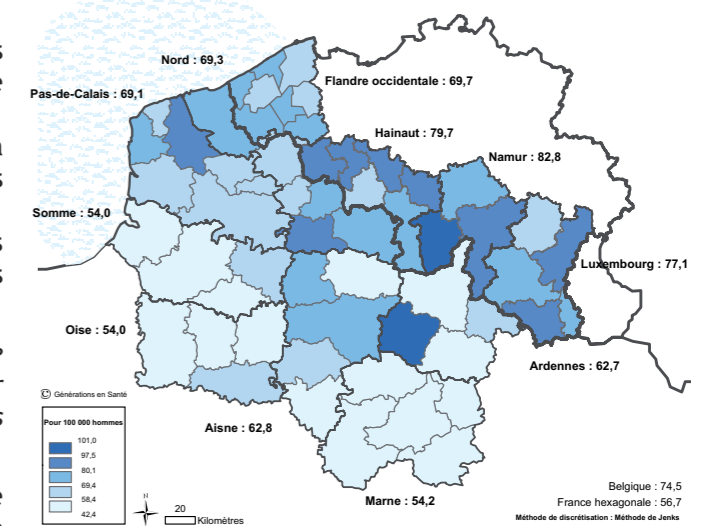 Nord : 69,3
Flandre occidentale : 69,7
Pas-de-Calais : 69,1
Hainaut : 79,7
Namur : 82,8
Somme : 54,0
Luxembourg : 77,1
Oise : 54,0
Ardennes : 62,7
© Générations en Santé
Pour 100 000 hommes
101,0
97,5
80,1
69,4
58,4
42,4
Aisne : 62,8
Marne : 54,2
N
20
Kilomètres
Belgique : 74,5
France hexagonale : 56,7
Méthode de discrétisation : Méthode de Jenks